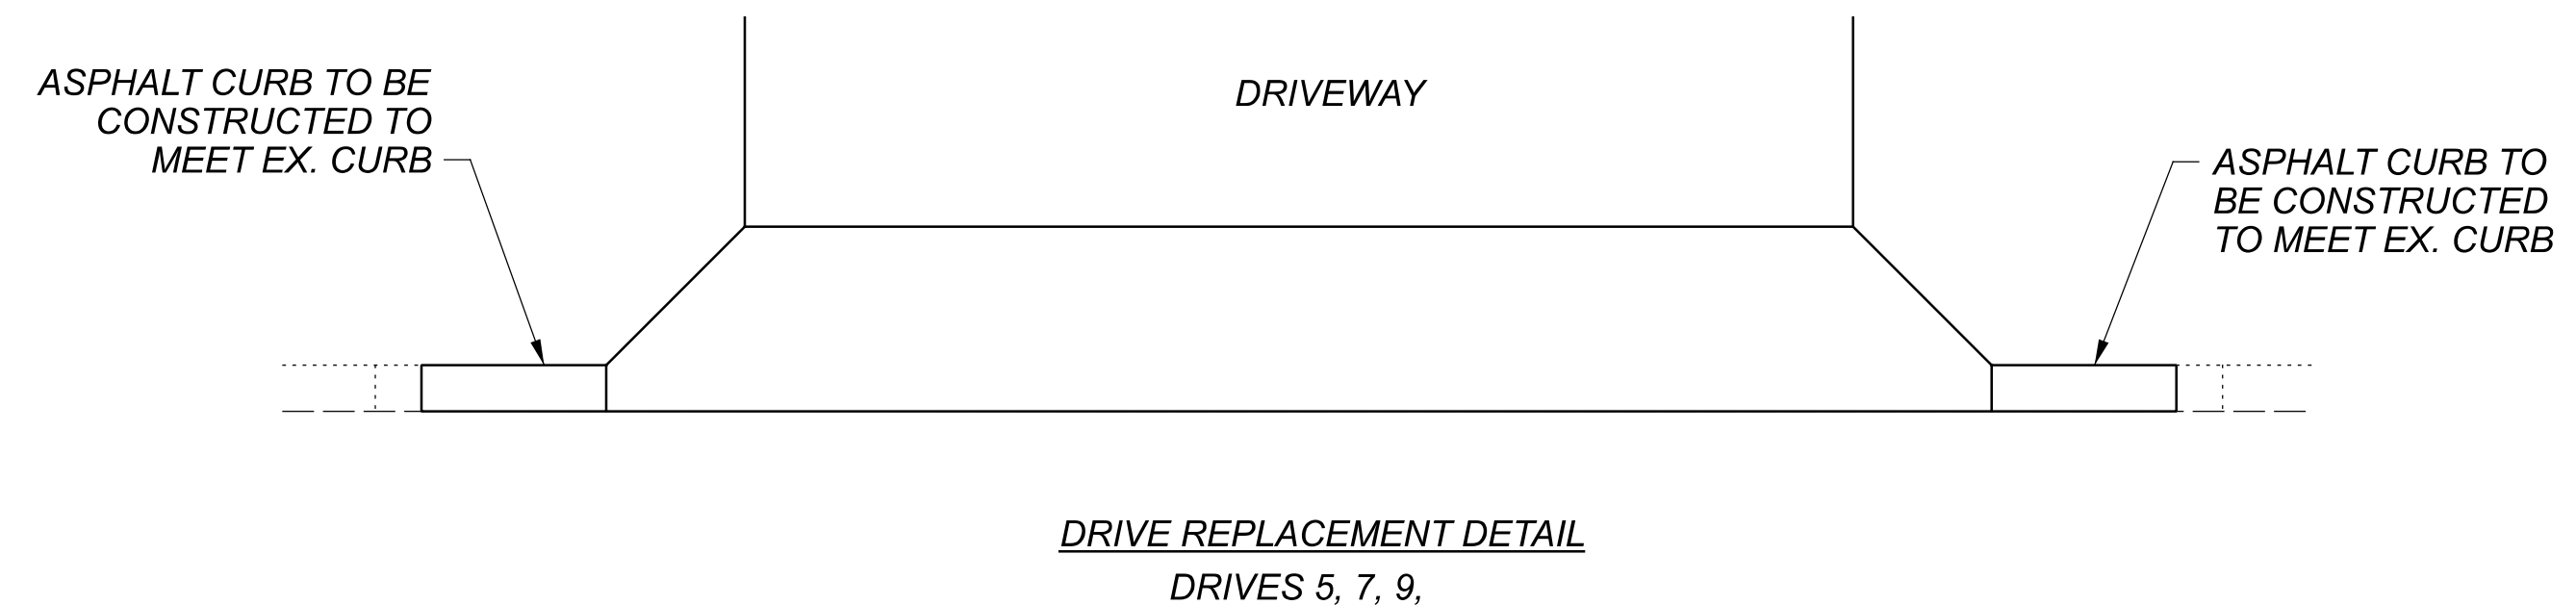 ASPHALT CURB TO BE
CONSTRUCTED TO
MEET EX. CURB
DRIVEWAY
ASPHALT CURB TO
BE CONSTRUCTED
TO MEET EX. CURB
DRIVE REPLACEMENT DETAIL
DRIVES 5, 7, 9,